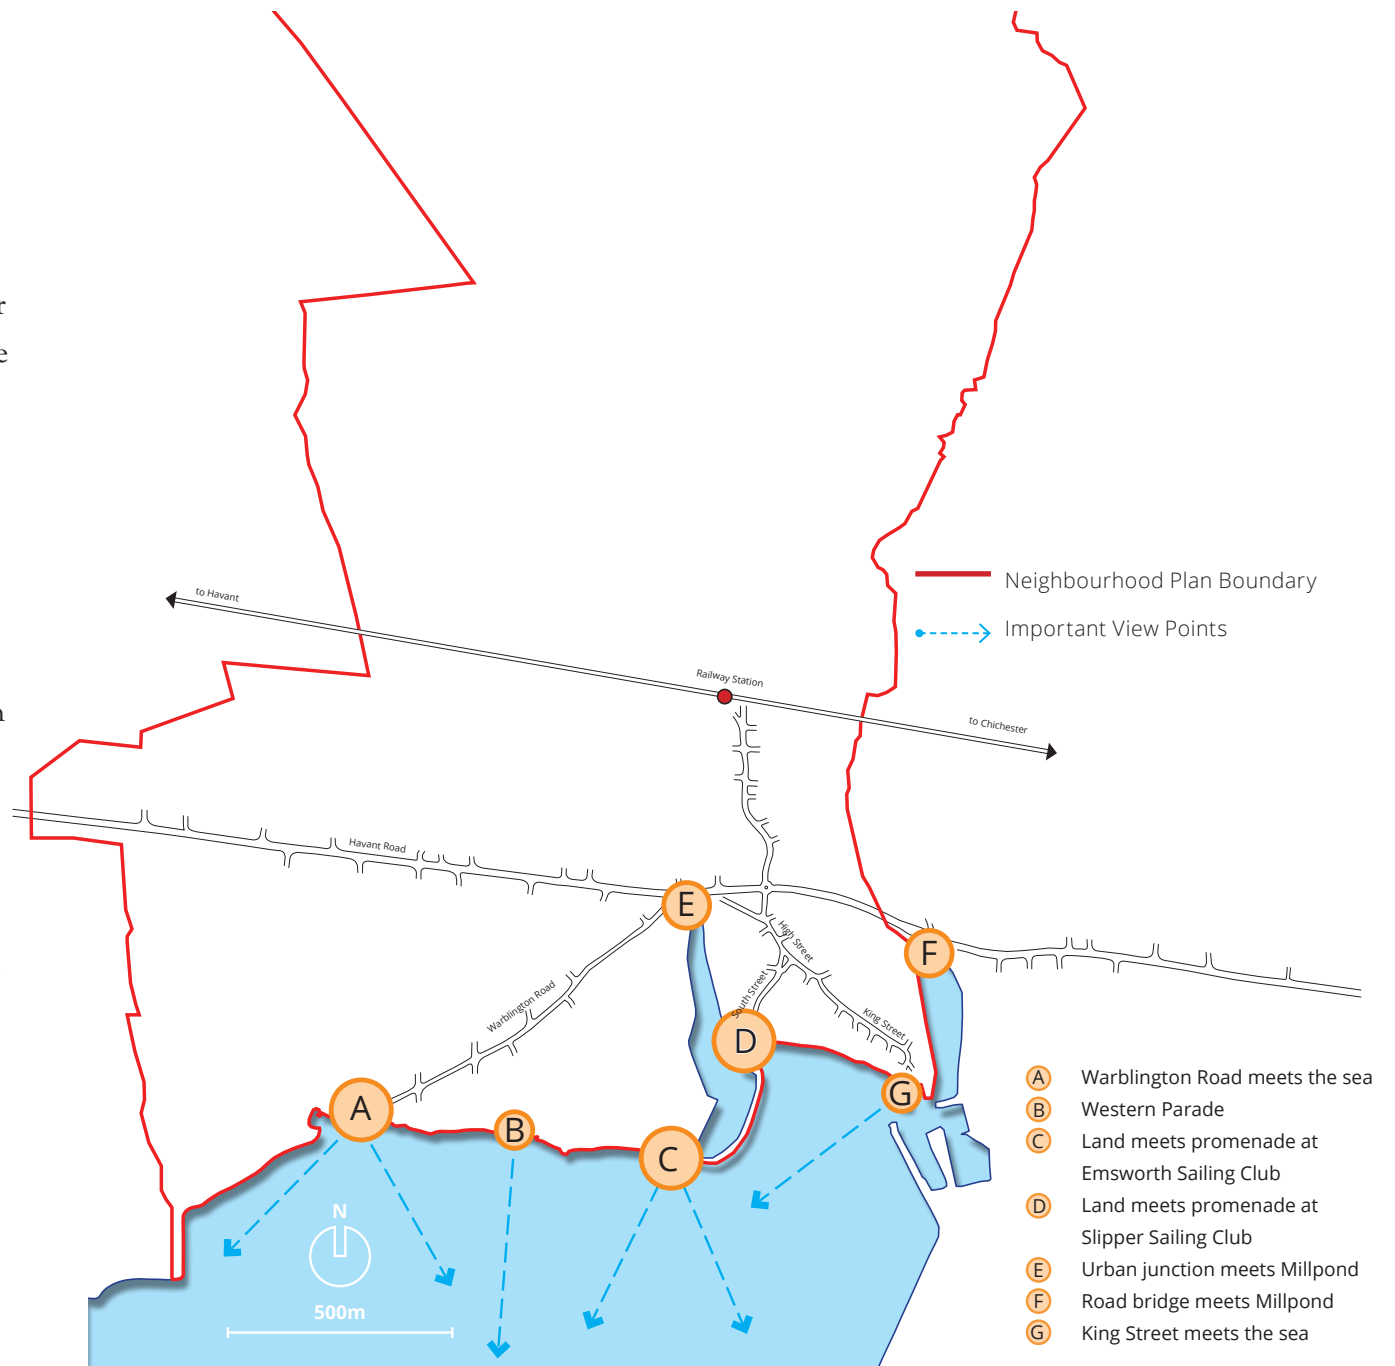 r
e
n
to Havant
Railway Station
to Chichester
Neighbourhood Plan Boundary
Important View Points
Havant Road
Warblington Road
High Street
South Street
King Street
E
F
D
G
A
B
C
N
500m
A Warblington Road meets the sea
B Western Parade
C Land meets promenade at
Emsworth Sailing Club
D Land meets promenade at
Slipper Sailing Club
E Urban junction meets Millpond
F Road bridge meets Millpond
G King Street meets the sea